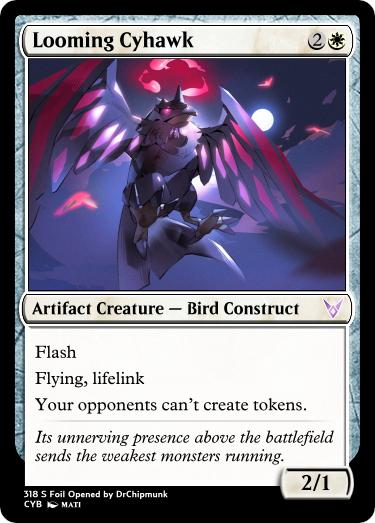 Looming Cyhawk 2
Artifact Creature — Bird Construct
Flash
Flying, lifelink
Your opponents can't create tokens.
Its unnerving presence above the battlefield
sends the weakest monsters running.
2/1
318 S Foil Opened by DrChipmunk
CYB MATI